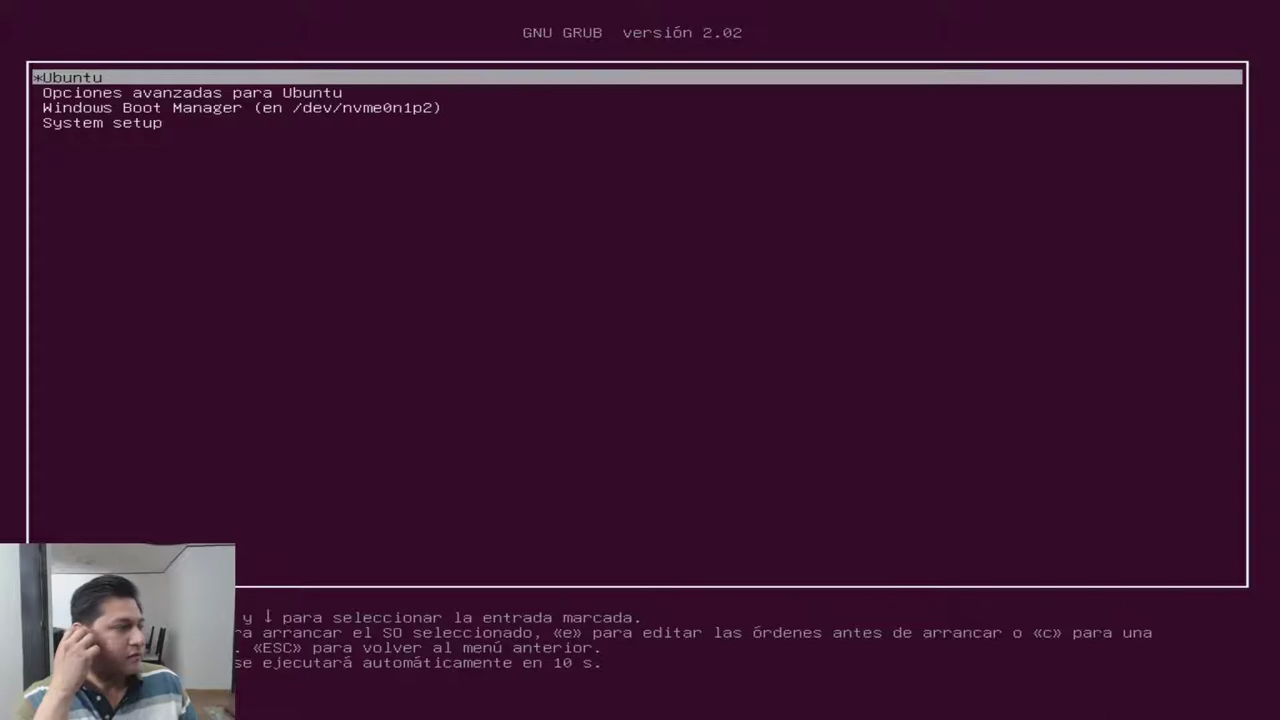 GNU GRUB versión 2.02
*Ubuntu
Opciones avanzadas para Ubuntu
Windows Boot Manager (en /dev/nvme0n1p2)
System setup
y ↓ para seleccionar la entrada marcada.
ra arrancar el SO seleccionado, «e» para editar las órdenes antes de arrancar o «c» para una
. «ESC» para volver al menú anterior.
se ejecutará automáticamente en 10 s.